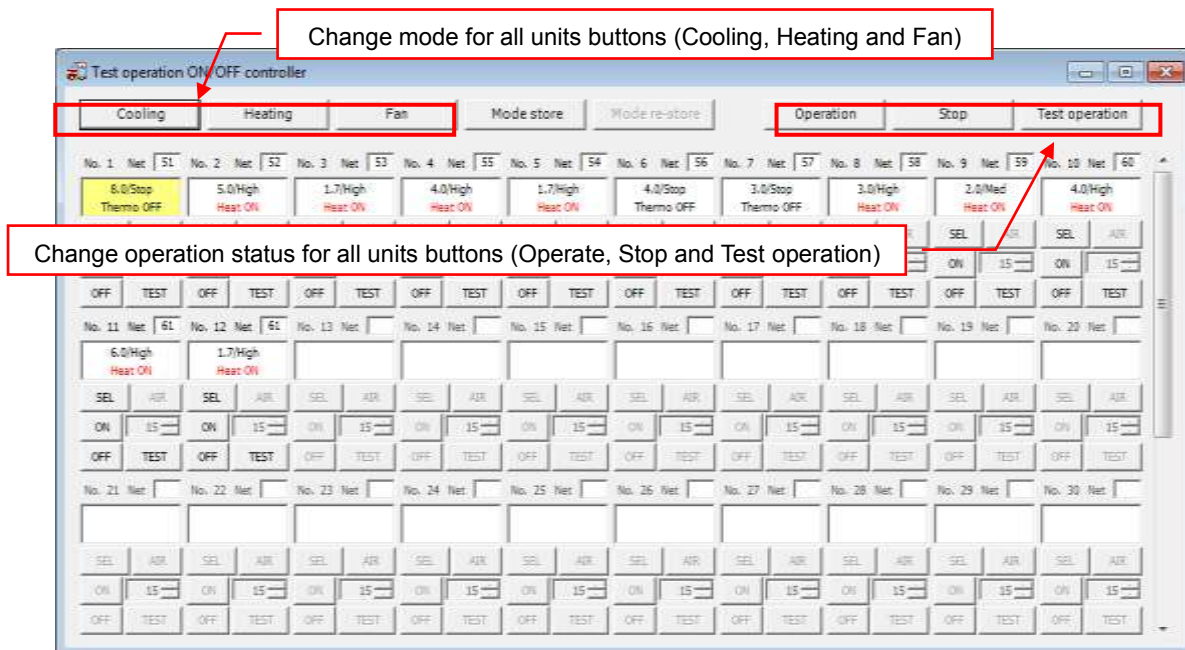 Change mode for all units buttons (Cooling, Heating and Fan)
Test operation ON/OFF controller
Cooling Heating Fan Mode store Mode re-store Operation Stop Test operation
No. 1 Net 51 No. 2 Net 52 No. 3 Net 53 No. 4 Net 55 No. 5 Net 54 No. 6 Net 56 No. 7 Net 57 No. 8 Net 58 No. 9 Net 59 No. 10 Net 60
8.0/Stop 5.0/High 1.7/High 4.0/High 1.7/High 4.0/Stop 3.0/Stop 3.0/High 2.0/Med 4.0/High
Thermo OFF Heat ON Heat ON Heat ON Heat ON Thermo OFF Thermo OFF Heat ON Heat ON Heat ON
SEL AIR SEL AIR
Change operation status for all units buttons (Operate, Stop and Test operation)
ON 15 ON 15
OFF TEST OFF TEST OFF TEST OFF TEST OFF TEST OFF TEST OFF TEST OFF TEST OFF TEST OFF TEST
No. 11 Net 61 No. 12 Net 61 No. 13 Net No. 14 Net No. 15 Net No. 16 Net No. 17 Net No. 18 Net No. 19 Net No. 20 Net
6.0/High 1.7/High
Heat ON Heat ON
SEL AIR SEL AIR SEL AIR SEL AIR SEL AIR SEL AIR SEL AIR SEL AIR SEL AIR SEL AIR
ON 15 ON 15 ON 15 ON 15 ON 15 ON 15 ON 15 ON 15 ON 15 ON 15
OFF TEST OFF TEST OFF TEST OFF TEST OFF TEST OFF TEST OFF TEST OFF TEST OFF TEST OFF TEST
No. 21 Net No. 22 Net No. 23 Net No. 24 Net No. 25 Net No. 26 Net No. 27 Net No. 28 Net No. 29 Net No. 30 Net
SEL AIR SEL AIR SEL AIR SEL AIR SEL AIR SEL AIR SEL AIR SEL AIR SEL AIR SEL AIR
ON 15 ON 15 ON 15 ON 15 ON 15 ON 15 ON 15 ON 15 ON 15 ON 15
OFF TEST OFF TEST OFF TEST OFF TEST OFF TEST OFF TEST OFF TEST OFF TEST OFF TEST OFF TEST